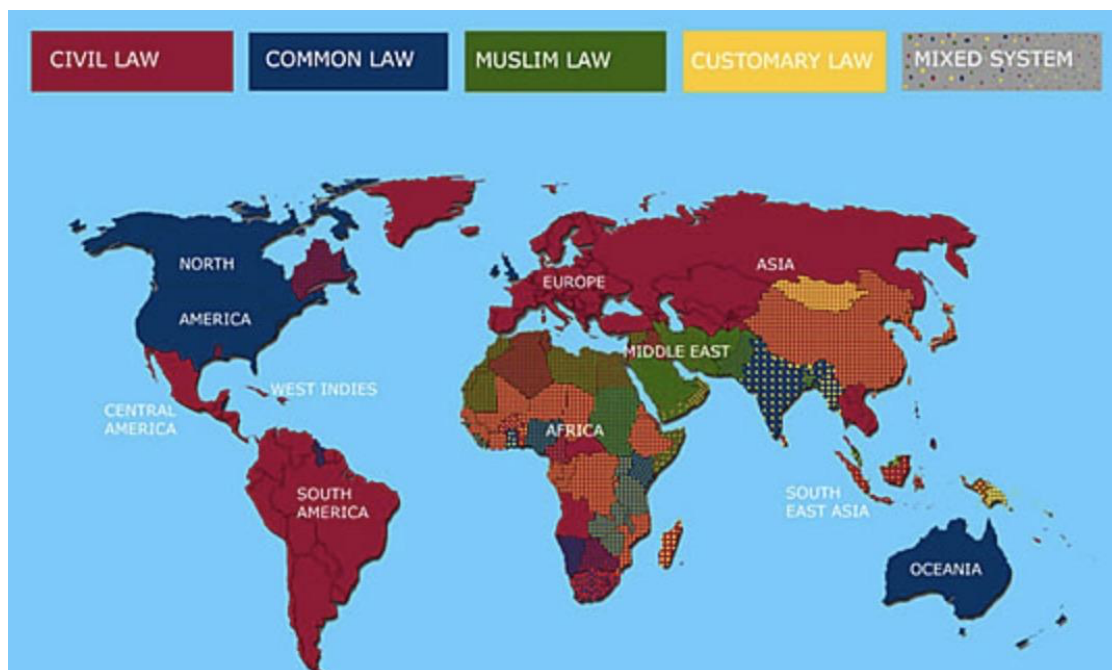 CIVIL LAW
COMMON LAW
MUSLIM LAW
CUSTOMARY LAW
MIXED SYSTEM
NORTH
AMERICA
WEST INDIES
CENTRAL
AMERICA
SOUTH
AMERICA
EUROPE
ASIA
MIDDLE EAST
AFRICA
SOUTH
EAST ASIA
OCEANIA